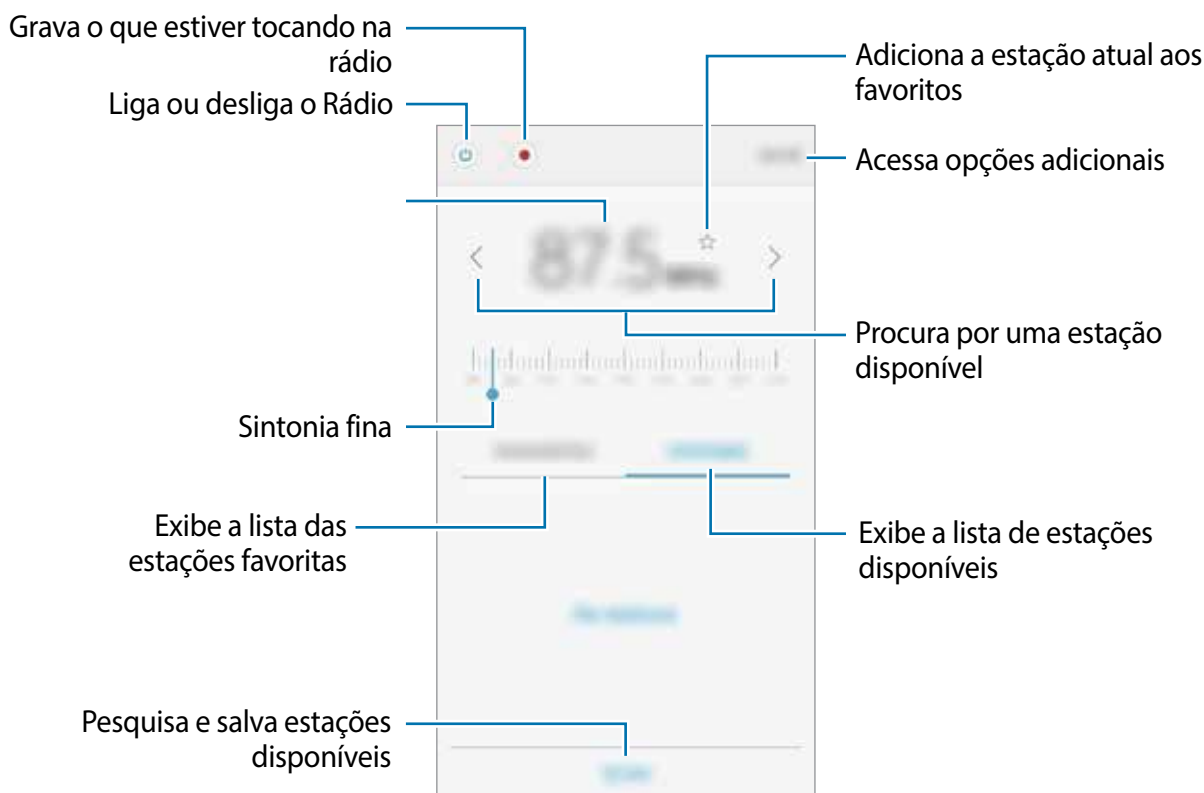 Grava o que estiver tocando na
rádio
Liga ou desliga o Rádio
Adiciona a estação atual aos
favoritos
Acessa opções adicionais
87.5
Procura por uma estação
disponível
Sintonia fina
Exibe a lista das
estações favoritas
Exibe a lista de estações
disponíveis
Pesquisa e salva estações
disponíveis